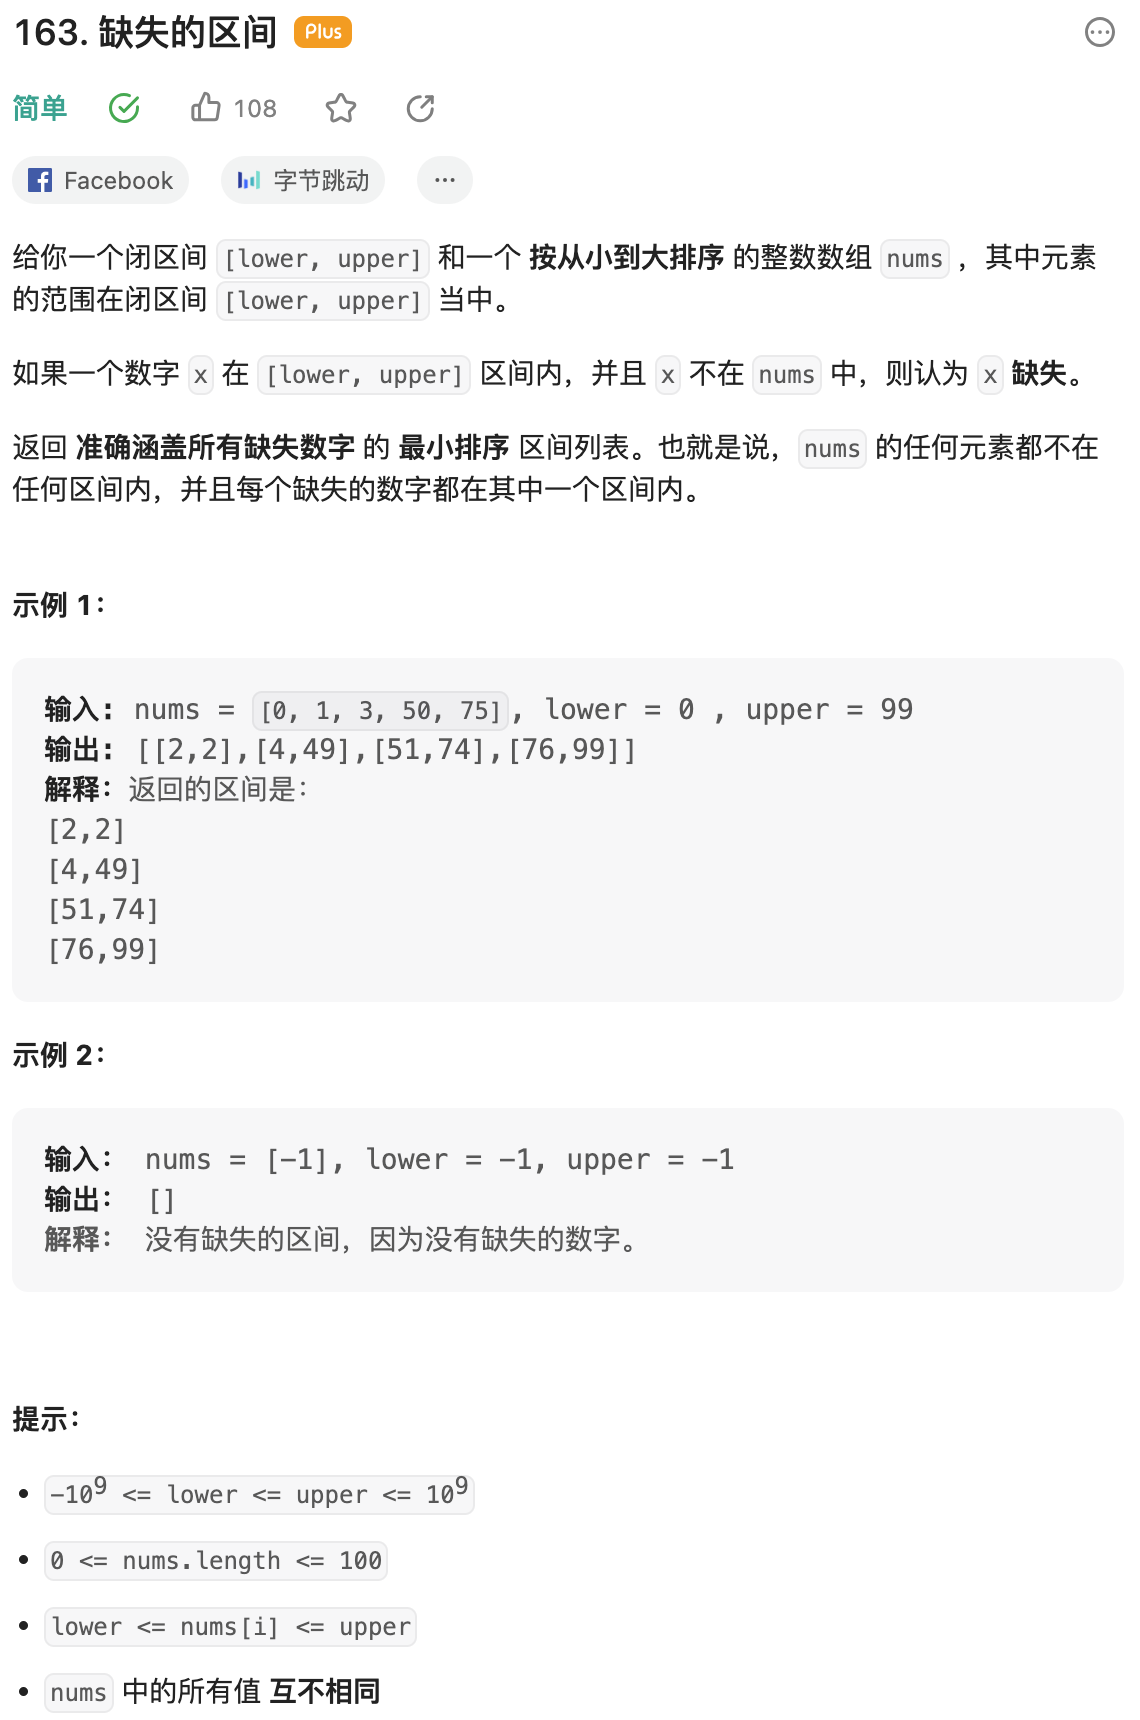 163. 缺失的区间 Plus
简单 108
Facebook 字节跳动 ...
给你一个闭区间 [lower, upper] 和一个 按从小到大排序 的整数数组 nums ，其中元素
的范围在闭区间 [lower, upper] 当中。
如果一个数字 x 在 [lower, upper] 区间内，并且 x 不在 nums 中，则认为 x 缺失。
返回 准确涵盖所有缺失数字 的 最小排序 区间列表。也就是说，nums 的任何元素都不在
任何区间内，并且每个缺失的数字都在其中一个区间内。
示例 1：
输入: nums = [0, 1, 3, 50, 75], lower = 0 , upper = 99
输出: [[2,2],[4,49],[51,74],[76,99]]
解释：返回的区间是：
[2,2]
[4,49]
[51,74]
[76,99]
示例 2：
输入： nums = [-1], lower = -1, upper = -1
输出： []
解释： 没有缺失的区间，因为没有缺失的数字。
提示：
• -10⁹ <= lower <= upper <= 10⁹
• 0 <= nums.length <= 100
• lower <= nums[i] <= upper
• nums 中的所有值 互不相同